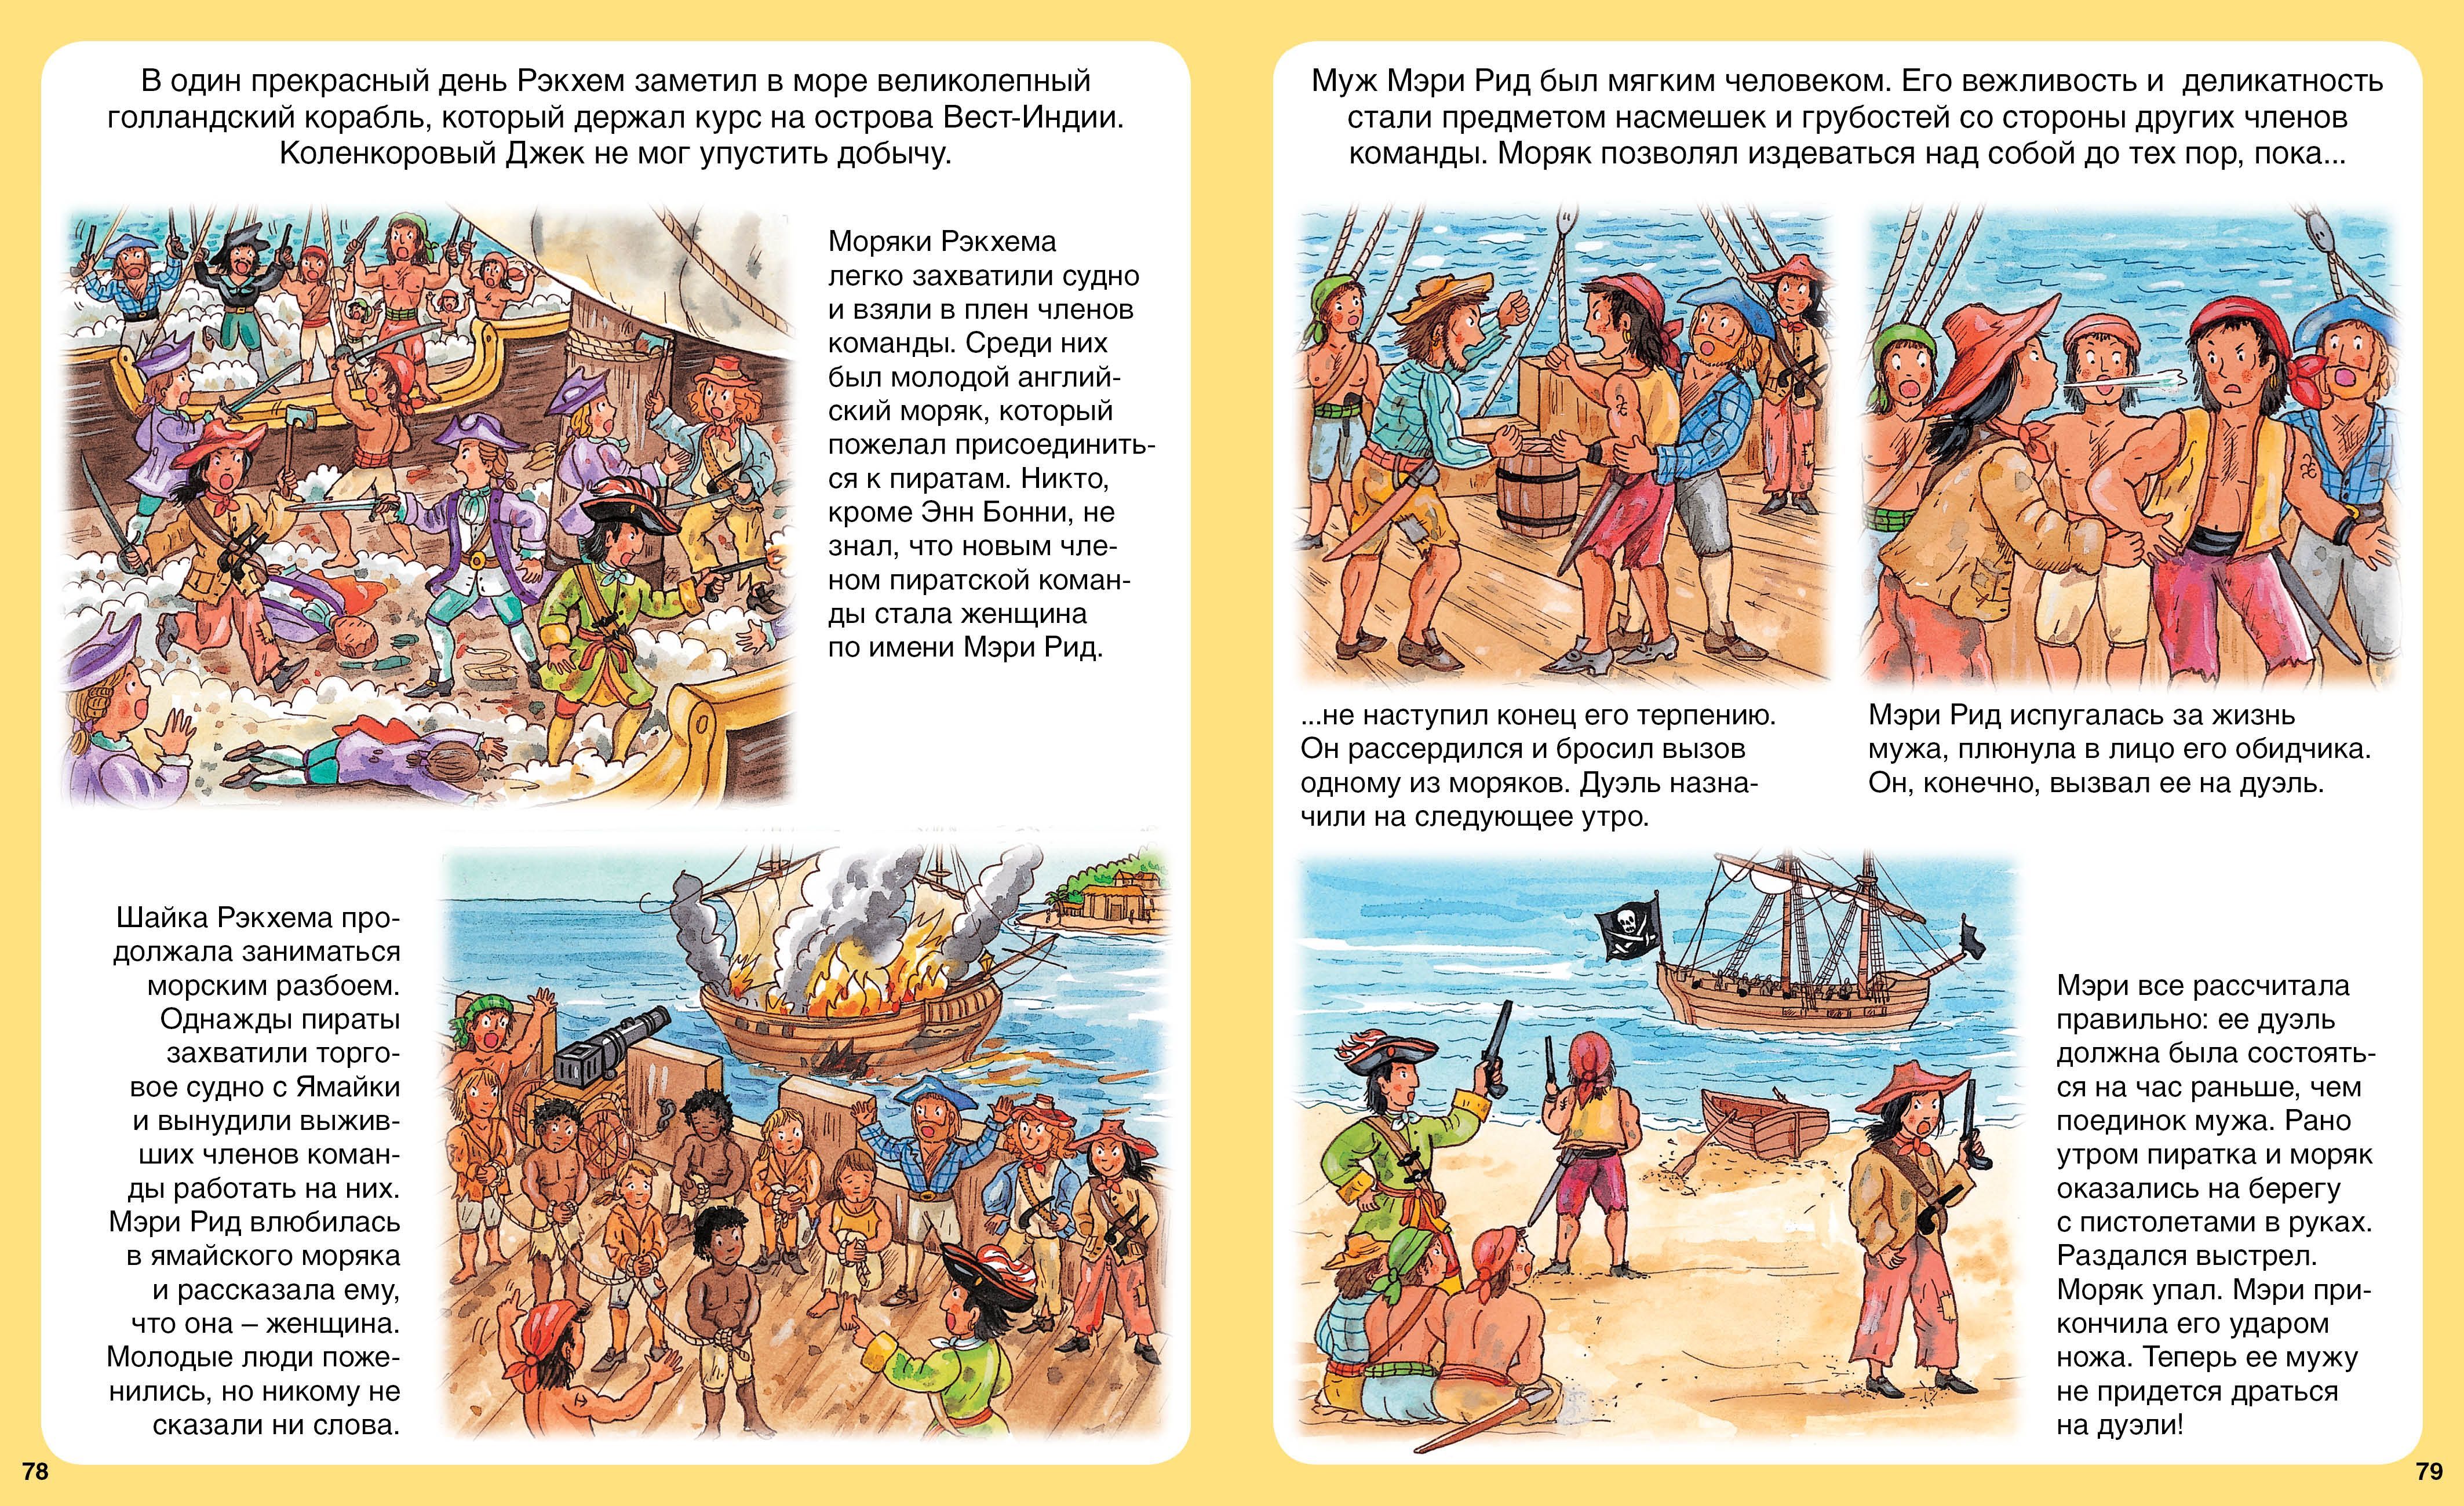 В один прекрасный день Рэкхем заметил в море великолепный
голландский корабль, который держал курс на острова Вест-Индии.
Коленкоровый Джек не мог упустить добычу.
Моряки Рэкхема
легко захватили судно
и взяли в плен членов
команды. Среди них
был молодой англий-
ский моряк, который
пожелал присоединить-
ся к пиратам. Никто,
кроме Энн Бонни, не
знал, что новым чле-
ном пиратской коман-
ды стала женщина
по имени Мэри Рид.
Шайка Рэкхема про-
должала заниматься
морским разбоем.
Однажды пираты
захватили торго-
вое судно с Ямайки
и вынудили выжив-
ших членов коман-
ды работать на них.
Мэри Рид влюбилась
в ямайского моряка
и рассказала ему,
что она – женщина.
Молодые люди поже-
нились, но никому не
сказали ни слова.
78
Муж Мэри Рид был мягким человеком. Его вежливость и деликатность
стали предметом насмешек и грубостей со стороны других членов
команды. Моряк позволял издеваться над собой до тех пор, пока...
...не наступил конец его терпению.
Он рассердился и бросил вызов
одному из моряков. Дуэль назна-
чили на следующее утро.
Мэри Рид испугалась за жизнь
мужа, плюнула в лицо его обидчика.
Он, конечно, вызвал ее на дуэль.
Мэри все рассчитала
правильно: ее дуэль
должна была состоять-
ся на час раньше, чем
поединок мужа. Рано
утром пиратка и моряк
оказались на берегу
с пистолетами в руках.
Раздался выстрел.
Моряк упал. Мэри при-
кончила его ударом
ножа. Теперь ее мужу
не придется драться
на дуэли!
79